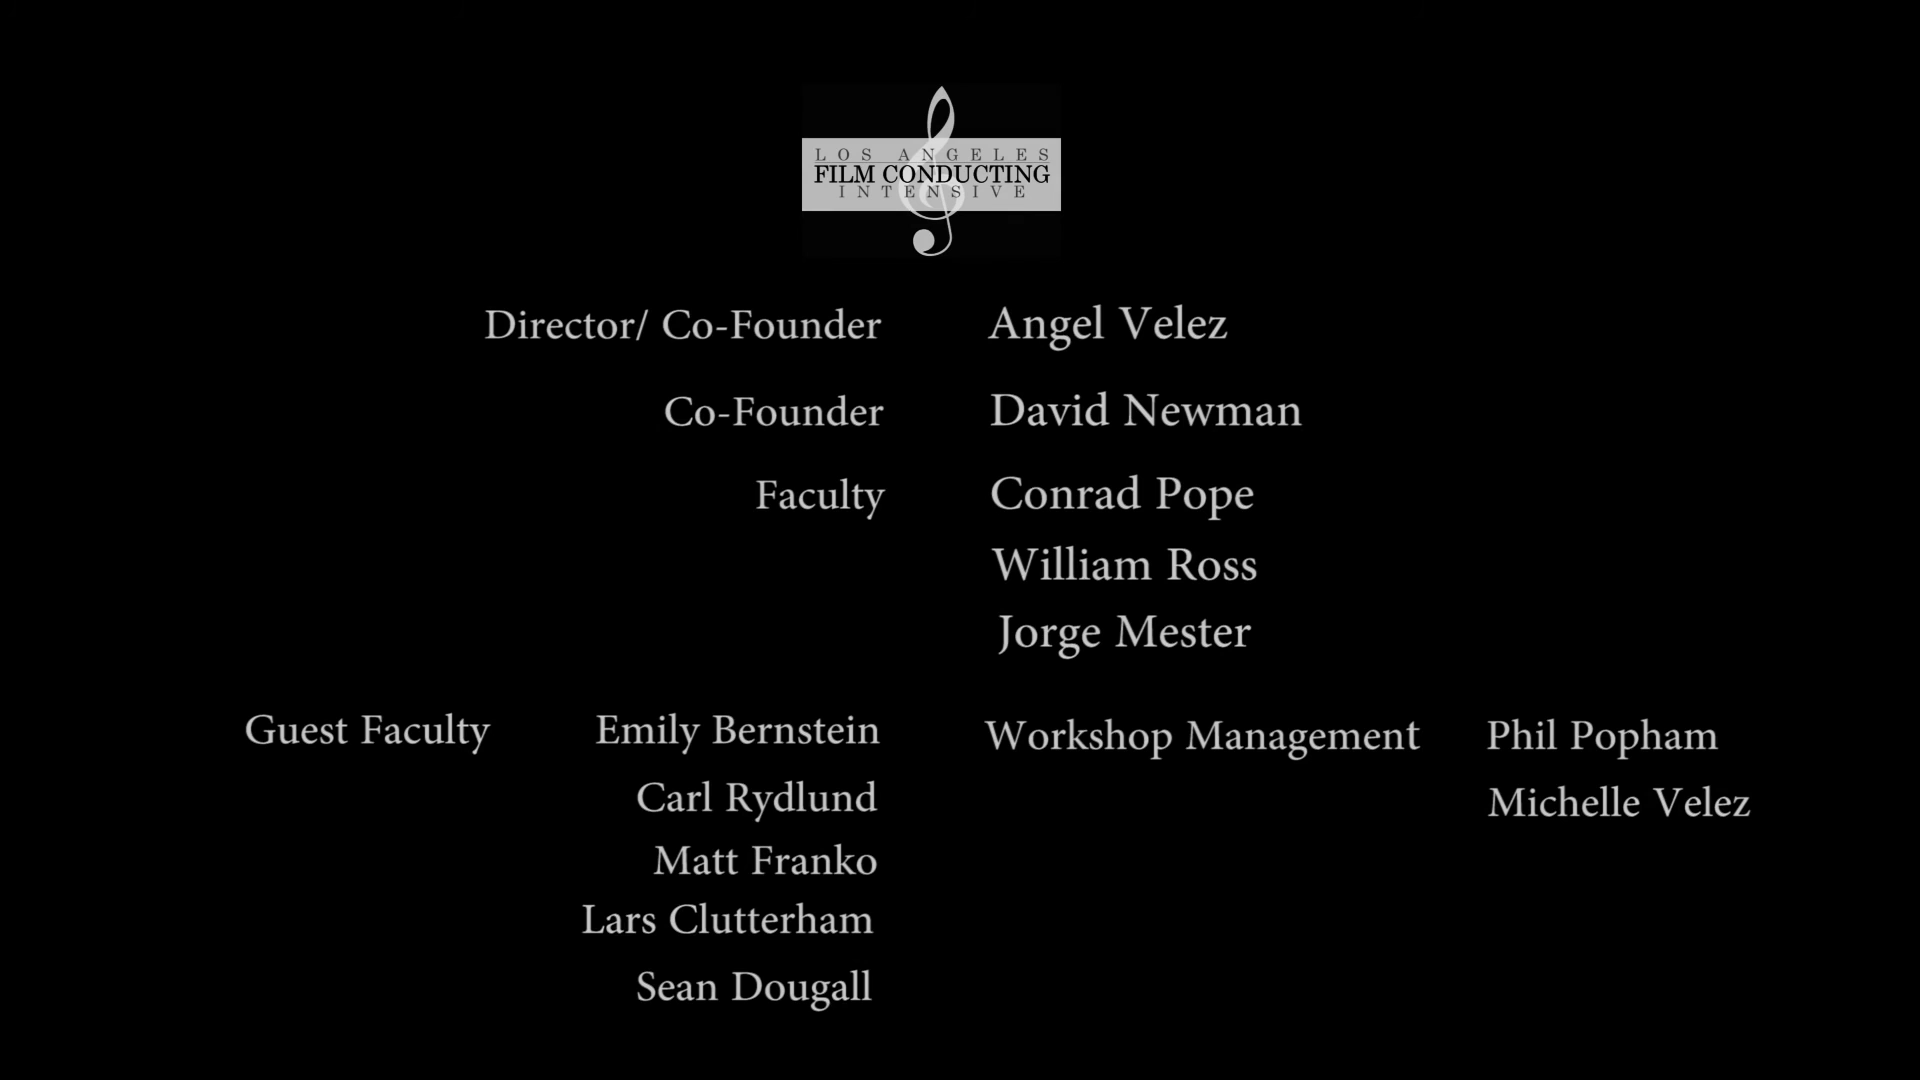 LOS ANGELES
FILM CONDUCTING
INTENSIVE
Director/ Co-Founder Angel Velez
Co-Founder David Newman
Faculty Conrad Pope
William Ross
Jorge Mester
Guest Faculty Emily Bernstein Workshop Management Phil Popham
Carl Rydlund Michelle Velez
Matt Franko
Lars Clutterham
Sean Dougall